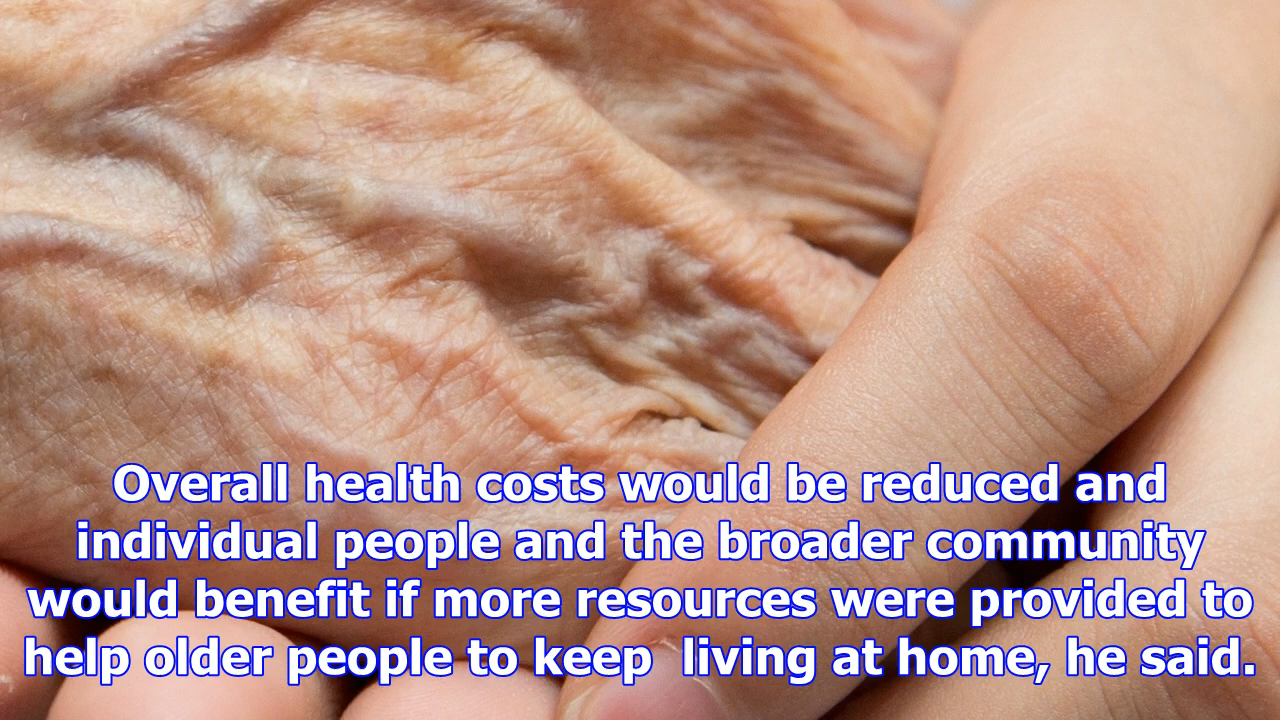 Overall health costs would be reduced and
individual people and the broader community
would benefit if more resources were provided to
help older people to keep  living at home, he said.